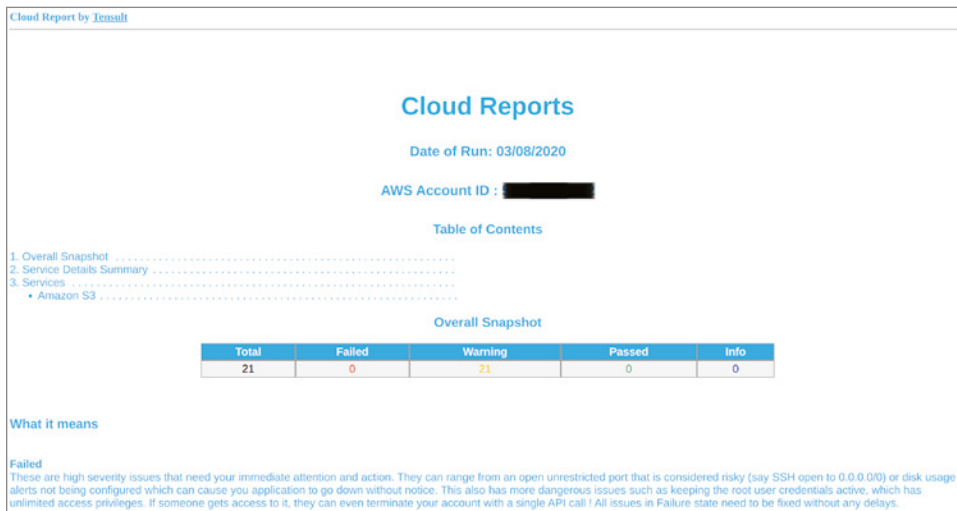 Cloud Report by Tensult
Cloud Reports
Date of Run: 03/08/2020
AWS Account ID :
Table of Contents
1. Overall Snapshot . . . . . . . . . . . . . . . . . . . . . . . . . . . . . . . . . . . . . . . . . . . . . . . . . . . . . .
2. Service Details Summary . . . . . . . . . . . . . . . . . . . . . . . . . . . . . . . . . . . . . . . . . . . . . . . .
3. Services . . . . . . . . . . . . . . . . . . . . . . . . . . . . . . . . . . . . . . . . . . . . . . . . . . . . . . . . . . . .
• Amazon S3 . . . . . . . . . . . . . . . . . . . . . . . . . . . . . . . . . . . . . . . . . . . . . . . . . . . . . . . .
Overall Snapshot
Total Failed Warning Passed Info
21 0 21 0 0
What it means
Failed
These are high severity issues that need your immediate attention and action. They can range from an open unrestricted port that is considered risky (say SSH open to 0.0.0.0/0) or disk usage
alerts not being configured which can cause you application to go down without notice. This also has more dangerous issues such as keeping the root user credentials active, which has
unlimited access privileges. If someone gets access to it, they can even terminate your account with a single API call ! All issues in Failure state need to be fixed without any delays.